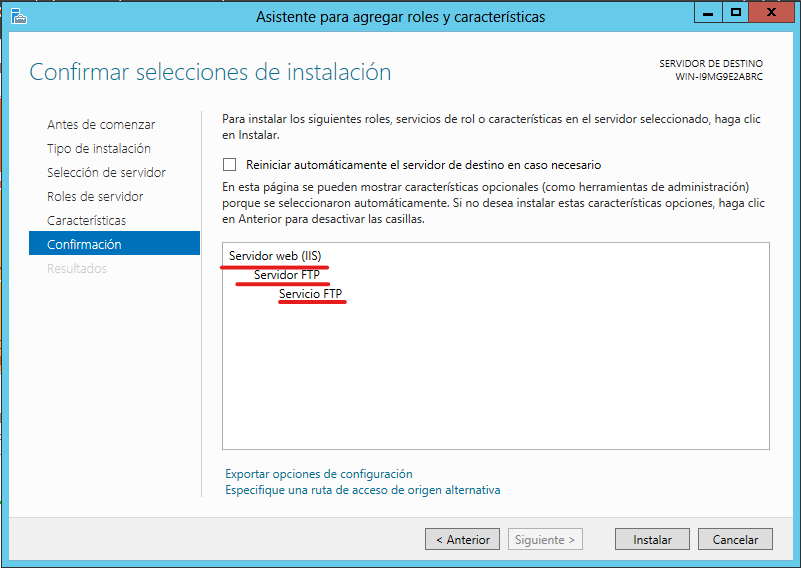 Asistente para agregar roles y características
Confirmar selecciones de instalación
SERVIDOR DE DESTINO
WIN-I9MG9E2ABRC
Antes de comenzar
Tipo de instalación
Selección de servidor
Roles de servidor
Características
Confirmación
Resultados
Para instalar los siguientes roles, servicios de rol o características en el servidor seleccionado, haga clic
en Instalar.
Reiniciar automáticamente el servidor de destino en caso necesario
En esta página se pueden mostrar características opcionales (como herramientas de administración)
porque se seleccionaron automáticamente. Si no desea instalar estas características opciones, haga clic
en Anterior para desactivar las casillas.
Servidor web (IIS)
Servidor FTP
Servicio FTP
Exportar opciones de configuración
Especifique una ruta de acceso de origen alternativa
< Anterior
Siguiente >
Instalar
Cancelar